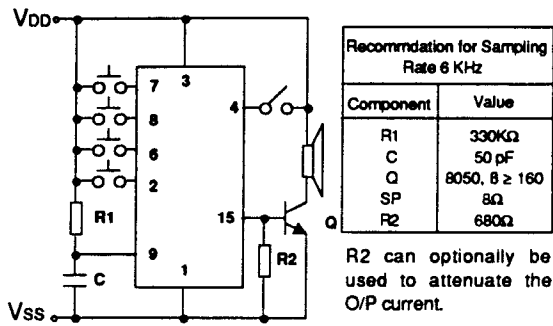 VDD
3
7
8
6
2
4
R1
15
Q
9
R2
C
1
VSS
Recommdation for Sampling
Rate 6 KHz
Component Value
R1 330KΩ
C 50 pF
Q 8050, β ≥ 160
SP 8Ω
R2 680Ω
R2 can optionally be
used to attenuate the
O/P current.